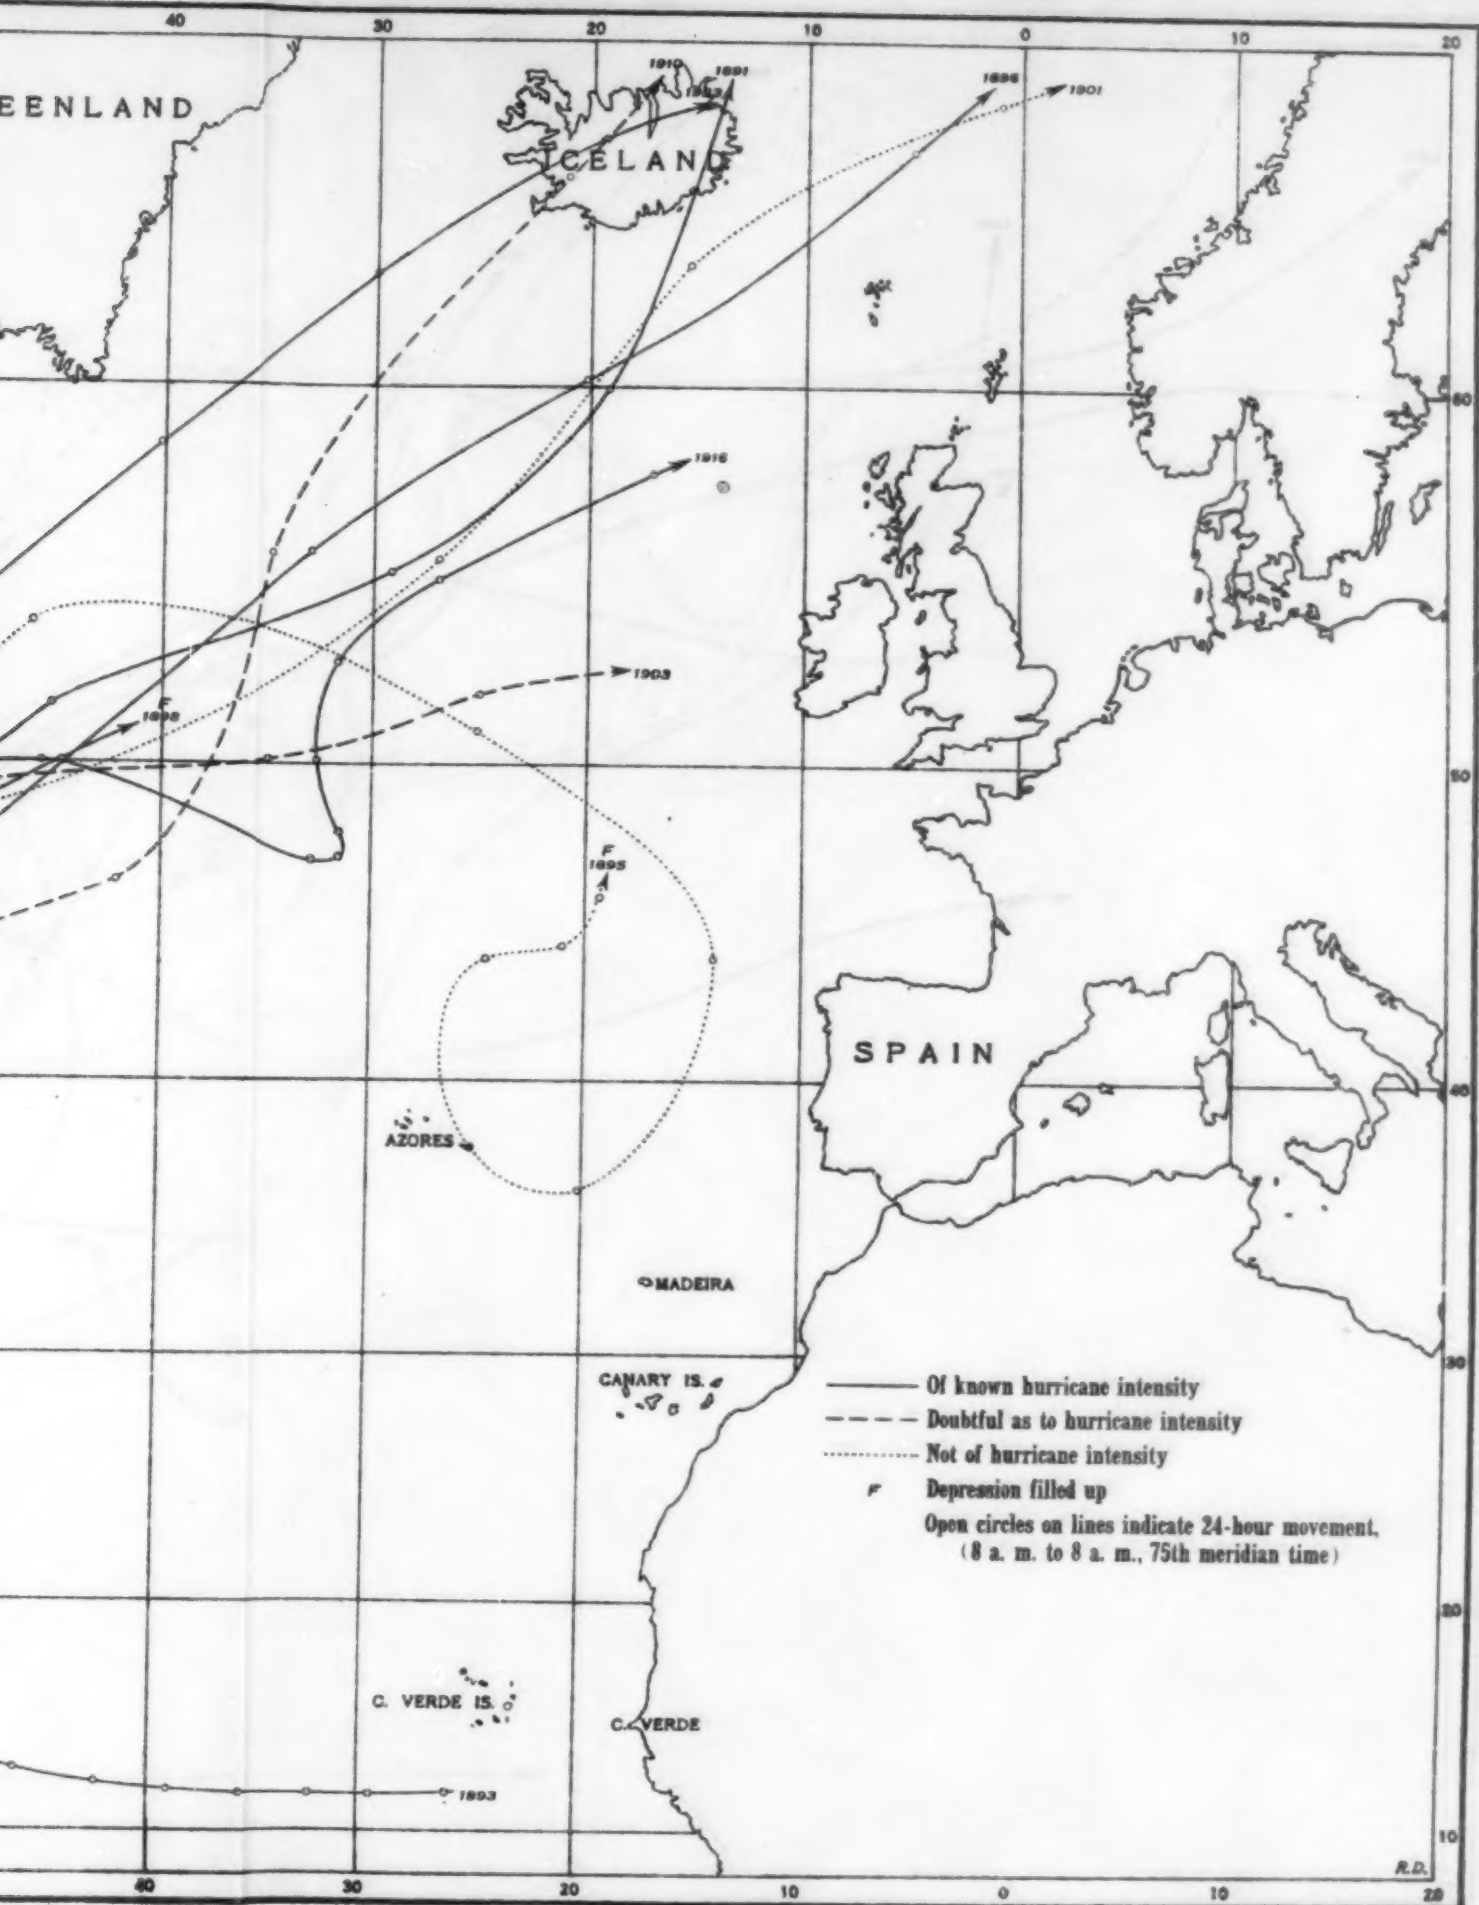 40 30 20 10 0 10 20
EENLAND
1910
1891
1896
1901
ICELAND
60
1916
1903
F
1898
50
F
1895
SPAIN
40
AZORES
MADEIRA
30
CANARY IS.
Of known hurricane intensity
Doubtful as to hurricane intensity
Not of hurricane intensity
F Depression filled up
Open circles on lines indicate 24-hour movement,
(8 a. m. to 8 a. m., 75th meridian time)
20
C. VERDE IS.
C. VERDE
1893
10
R.D.
40 30 20 10 0 10 20